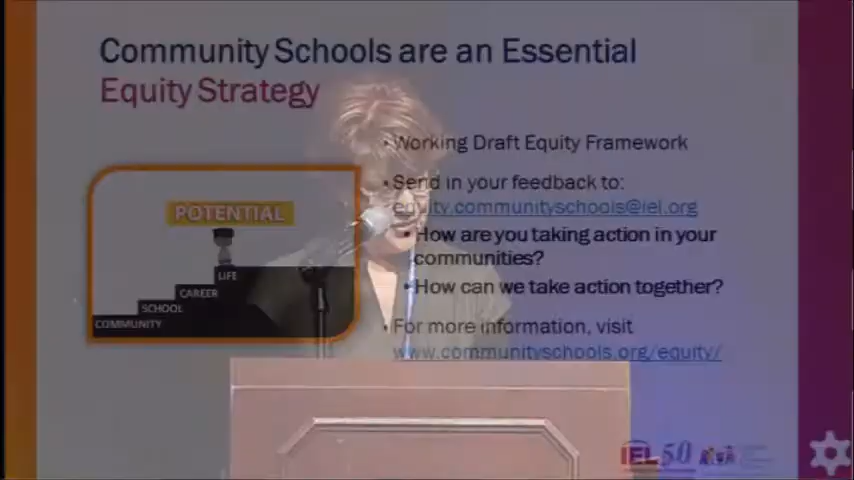 Community Schools are an Essential
Equity Strategy
• Working Draft Equity Framework
• Send in your feedback to:
equity.communityschools@iel.org
• How are you taking action in your
communities?
• How can we take action together?
• For more information, visit
www.communityschools.org/equity/
POTENTIAL
LIFE
CAREER
SCHOOL
COMMUNITY
IEL 50